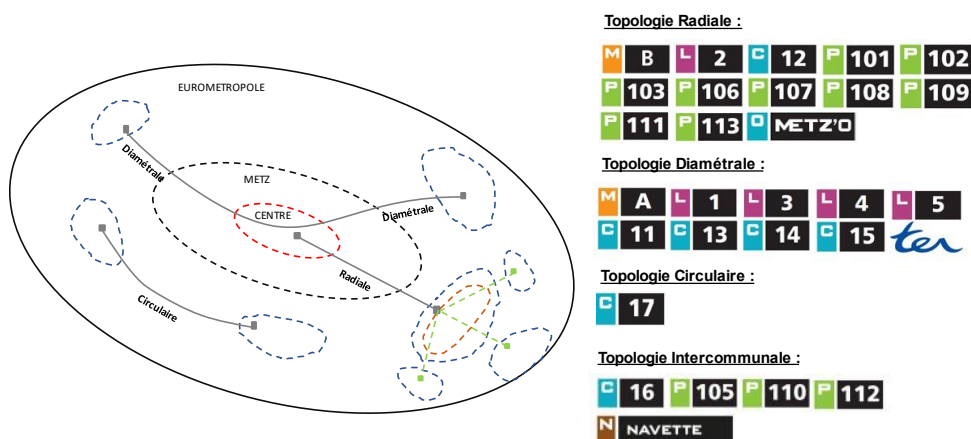 EUROMETROPOLE
Diamétrale
METZ
CENTRE
Diamétrale
Radiale
Circulaire
Topologie Radiale :
M B L 2 C 12 P 101 P 102
P 103 P 106 P 107 P 108 P 109
P 111 P 113 O METZ'O
Topologie Diamétrale :
M A L 1 L 3 L 4 L 5
C 11 C 13 C 14 C 15 ter
Topologie Circulaire :
C 17
Topologie Intercommunale :
C 16 P 105 P 110 P 112
N NAVETTE